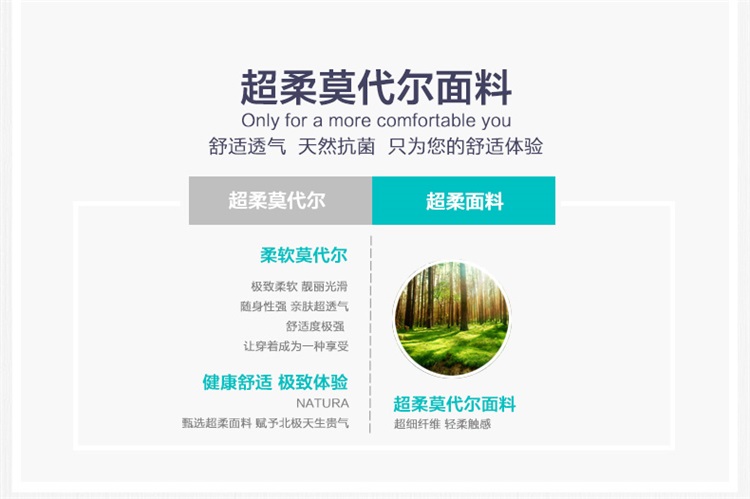 超柔莫代尔面料
Only for a more comfortable you
舒适透气 天然抗菌 只为您的舒适体验
超柔莫代尔
超柔面料
柔软莫代尔
极致柔软 靓丽光滑
随身性强 亲肤超透气
舒适度极强
让穿着成为一种享受
健康舒适 极致体验
NATURA
甄选超柔面料 赋予北极天生贵气
超柔莫代尔面料
超细纤维 轻柔触感